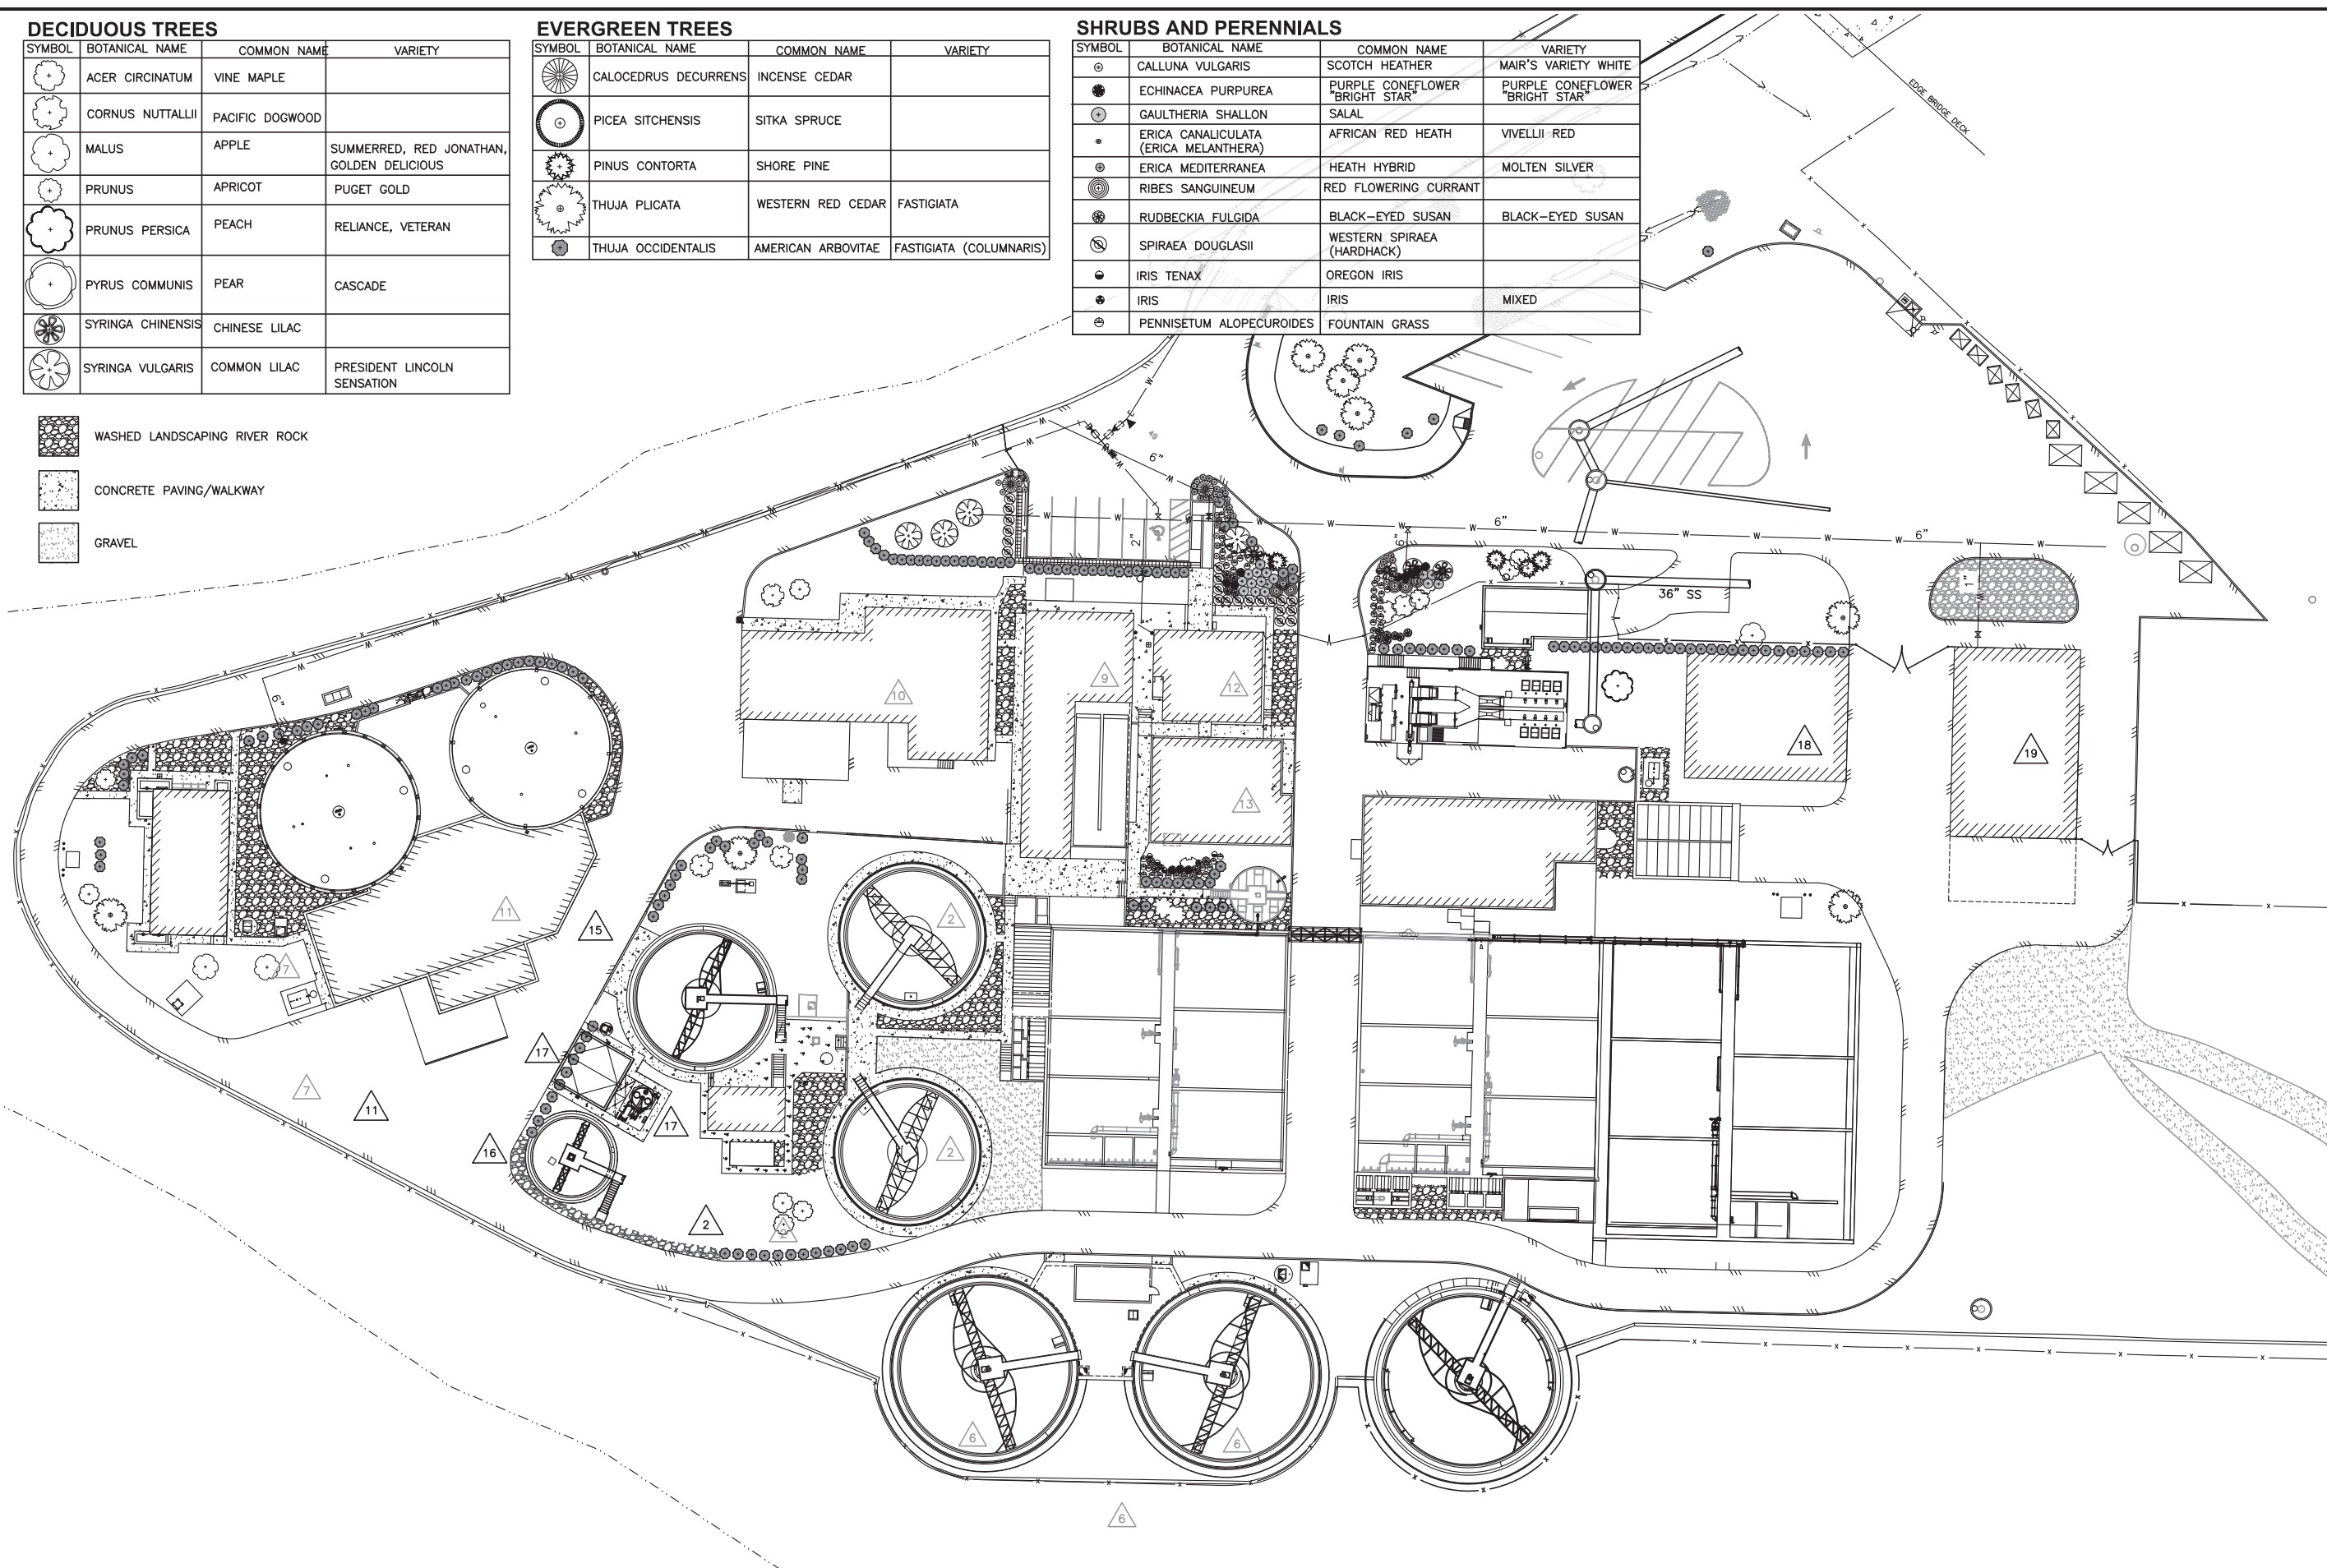 DECIDUOUS TREES
SYMBOL BOTANICAL NAME COMMON NAME VARIETY
ACER CIRCINATUM VINE MAPLE
CORNUS NUTTALLII PACIFIC DOGWOOD
MALUS APPLE SUMMERRED, RED JONATHAN,
GOLDEN DELICIOUS
PRUNUS APRICOT PUGET GOLD
PRUNUS PERSICA PEACH RELIANCE, VETERAN
PYRUS COMMUNIS PEAR CASCADE
SYRINGA CHINENSIS CHINESE LILAC
SYRINGA VULGARIS COMMON LILAC PRESIDENT LINCOLN
SENSATION
WASHED LANDSCAPING RIVER ROCK
CONCRETE PAVING/WALKWAY
GRAVEL
EVERGREEN TREES
SYMBOL BOTANICAL NAME COMMON NAME VARIETY
CALOCEDRUS DECURRENS INCENSE CEDAR
PICEA SITCHENSIS SITKA SPRUCE
PINUS CONTORTA SHORE PINE
THUJA PLICATA WESTERN RED CEDAR FASTIGIATA
THUJA OCCIDENTALIS AMERICAN ARBOVITAE FASTIGIATA (COLUMNARIS)
SHRUBS AND PERENNIALS
SYMBOL BOTANICAL NAME COMMON NAME VARIETY
CALLUNA VULGARIS SCOTCH HEATHER MAIR'S VARIETY WHITE
ECHINACEA PURPUREA PURPLE CONEFLOWER "BRIGHT STAR" PURPLE CONEFLOWER "BRIGHT STAR"
GAULTHERIA SHALLON SALAL
ERICA CANALICULATA AFRICAN RED HEATH VIVELLII RED
(ERICA MELANTHERA)
ERICA MEDITERRANEA HEATH HYBRID MOLTEN SILVER
RIBES SANGUINEUM RED FLOWERING CURRANT
RUDBECKIA FULGIDA BLACK-EYED SUSAN BLACK-EYED SUSAN
SPIRAEA DOUGLASII WESTERN SPIRAEA
(HARDHACK)
IRIS TENAX OREGON IRIS
IRIS IRIS MIXED
PENNISETUM ALOPECUROIDES FOUNTAIN GRASS
EDGE BRIDGE DECK
6"
6"
6"
2"
6"
1"
36" SS
6"
10
9
12
13
18
19
11
15
2
7
17
17
7
11
16
2
2
2
6
6
6